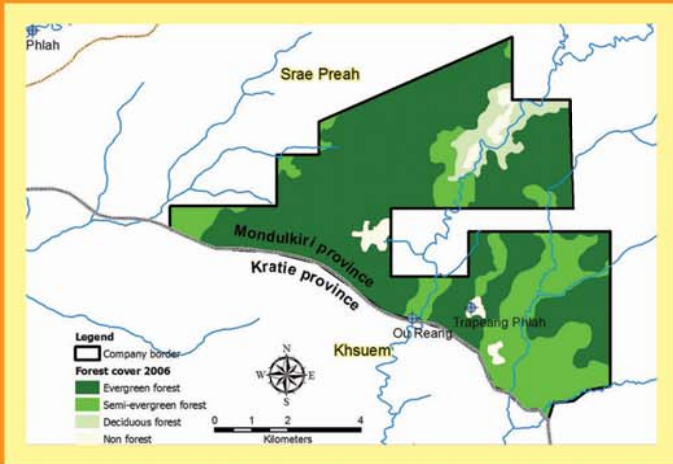 Phlah
Srae Preah
Mondulkiri province
Kratie province
Ou Reang
Trapeang Phlah
Khsuem
Legend
Company border
Forest cover 2006
Evergreen forest
Semi-evergreen forest
Deciduous forest
Non forest
N
W E
S
0 1 2 4
Kilometers